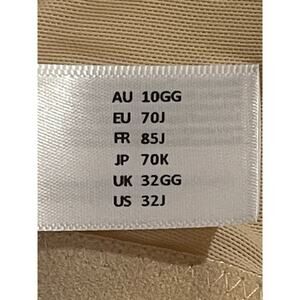 AU 10GG
EU 70J
FR 85J
JP 70K
UK 32GG
US 32J